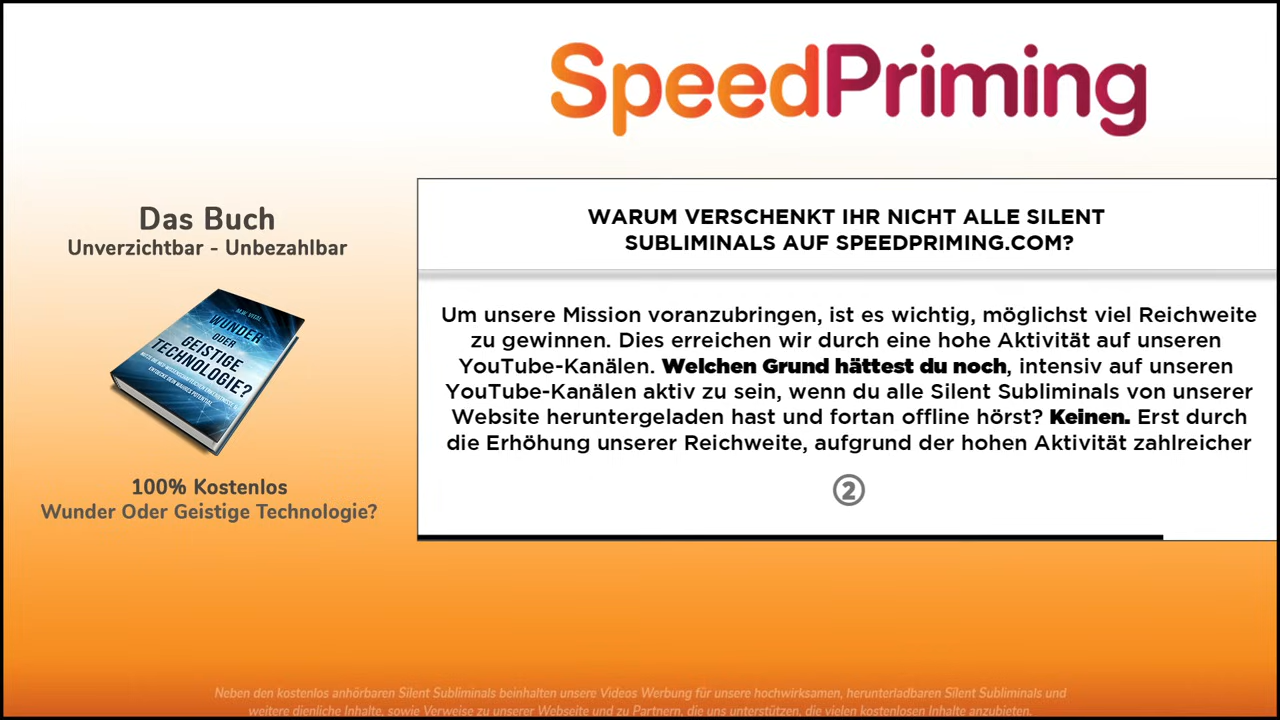 SpeedPriming
Das Buch
Unverzichtbar - Unbezahlbar
WUNDER
ODER
GEISTIGE
TECHNOLOGIE?
100% Kostenlos
Wunder Oder Geistige Technologie?
WARUM VERSCHENKT IHR NICHT ALLE SILENT
SUBLIMINALS AUF SPEEDPRIMING.COM?
Um unsere Mission voranzubringen, ist es wichtig, möglichst viel Reichweite
zu gewinnen. Dies erreichen wir durch eine hohe Aktivität auf unseren
YouTube-Kanälen. Welchen Grund hättest du noch, intensiv auf unseren
YouTube-Kanälen aktiv zu sein, wenn du alle Silent Subliminals von unserer
Website heruntergeladen hast und fortan offline hörst? Keinen. Erst durch
die Erhöhung unserer Reichweite, aufgrund der hohen Aktivität zahlreicher
2
Neben den kostenlos anhörbaren Silent Subliminals beinhalten unsere Videos Werbung für unsere hochwirksamen, herunterladbaren Silent Subliminals und
weitere dienliche Inhalte, sowie Verweise zu unserer Webseite und zu Partnern, die uns unterstützen, die vielen kostenlosen Inhalte anzubieten.